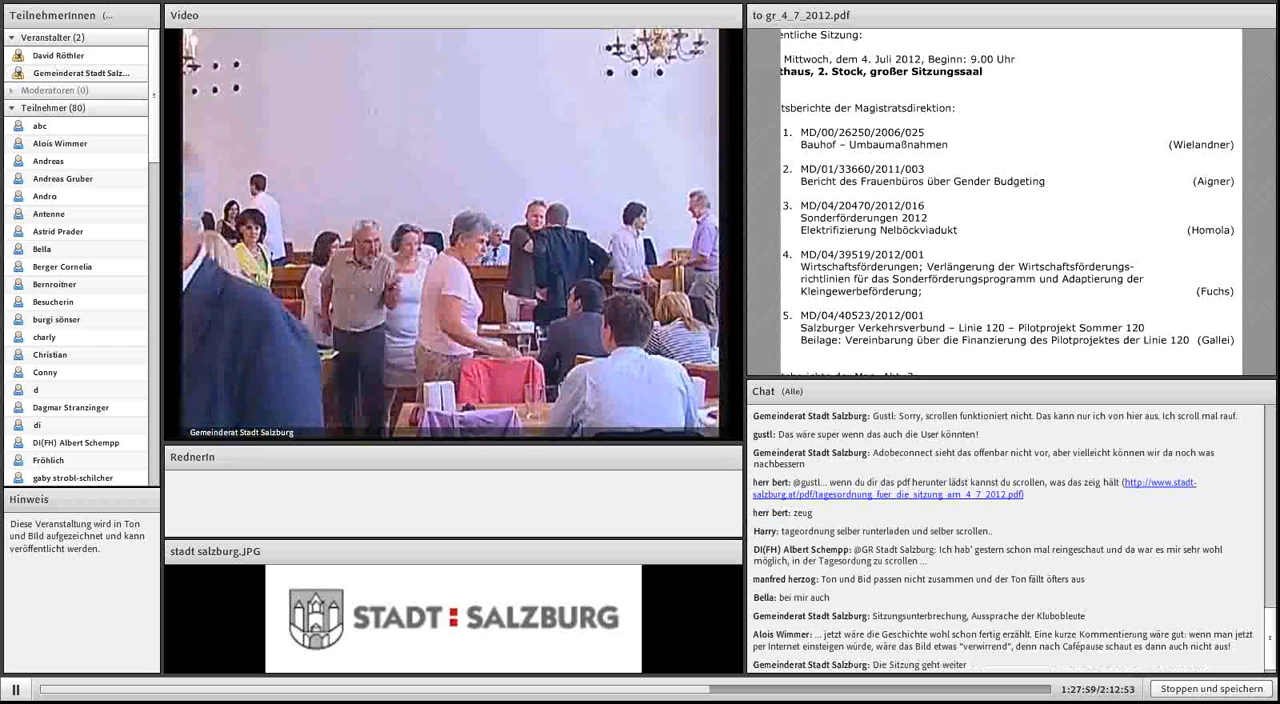 TeilnehmerInnen (...
Veranstalter (2)
David Röthler
Gemeinderat Stadt Salz...
Moderatoren (0)
Teilnehmer (80)
abc
Alois Wimmer
Andreas
Andreas Gruber
Andro
Antenne
Astrid Prader
Bella
Berger Cornelia
Bernroitner
Besucherin
burgi sönser
charly
Christian
Conny
d
Dagmar Stranzinger
di
DI(FH) Albert Schempp
Fröhlich
gaby strobl-schilcher
Hinweis
Diese Veranstaltung wird in Ton
und Bild aufgezeichnet und kann
veröffentlicht werden.
Video
Gemeinderat Stadt Salzburg
RednerIn
stadt salzburg.JPG
STADT : SALZBURG
to gr_4_7_2012.pdf
entliche Sitzung:
Mittwoch, dem 4. Juli 2012, Beginn: 9.00 Uhr
thaus, 2. Stock, großer Sitzungssaal
tsberichte der Magistratsdirektion:
1. MD/00/26250/2006/025
Bauhof – Umbaumaßnahmen (Wielandner)
2. MD/01/33660/2011/003
Bericht des Frauenbüros über Gender Budgeting (Aigner)
3. MD/04/20470/2012/016
Sonderförderungen 2012
Elektrifizierung Nelböckviadukt (Homola)
4. MD/04/39519/2012/001
Wirtschaftsförderungen; Verlängerung der Wirtschaftsförderungs-
richtlinien für das Sonderförderungsprogramm und Adaptierung der
Kleingewerbeförderung; (Fuchs)
5. MD/04/40523/2012/001
Salzburger Verkehrsverbund – Linie 120 – Pilotprojekt Sommer 120
Beilage: Vereinbarung über die Finanzierung des Pilotprojektes der Linie 120 (Gallei)
Chat (Alle)
Gemeinderat Stadt Salzburg: Gustl: Sorry, scrollen funktioniert nicht. Das kann nur ich von hier aus. Ich scroll mal rauf.
gustl: Das wäre super wenn das auch die User könnten!
Gemeinderat Stadt Salzburg: Adobeconnect sieht das offenbar nicht vor, aber vielleicht können wir da noch was
nachbessern
herr bert: @gustl... wenn du dir das pdf herunter lädst kannst du scrollen, was das zeig hält (http://www.stadt-
salzburg.at/pdf/tagesordnung_fuer_die_sitzung_am_4_7_2012.pdf)
herr bert: zeug
Harry: tageordnung selber runterladen und selber scrollen..
DI(FH) Albert Schempp: @GR Stadt Salzburg: Ich hab' gestern schon mal reingeschaut und da war es mir sehr wohl
möglich, in der Tagesordung zu scrollen ...
manfred herzog: Ton und Bid passen nicht zusammen und der Ton fällt öfters aus
Bella: bei mir auch
Gemeinderat Stadt Salzburg: Sitzungsunterbrechung, Aussprache der Klubobleute
Alois Wimmer: ... jetzt wäre die Geschichte wohl schon fertig erzählt. Eine kurze Kommentierung wäre gut: wenn man jetzt
per Internet einsteigen würde, wäre das Bild etwas "verwirrend", denn nach Cafépause schaut es dann auch nicht aus!
Gemeinderat Stadt Salzburg: Die Sitzung geht weiter
1:27:59/2:12:53
Stoppen und speichern